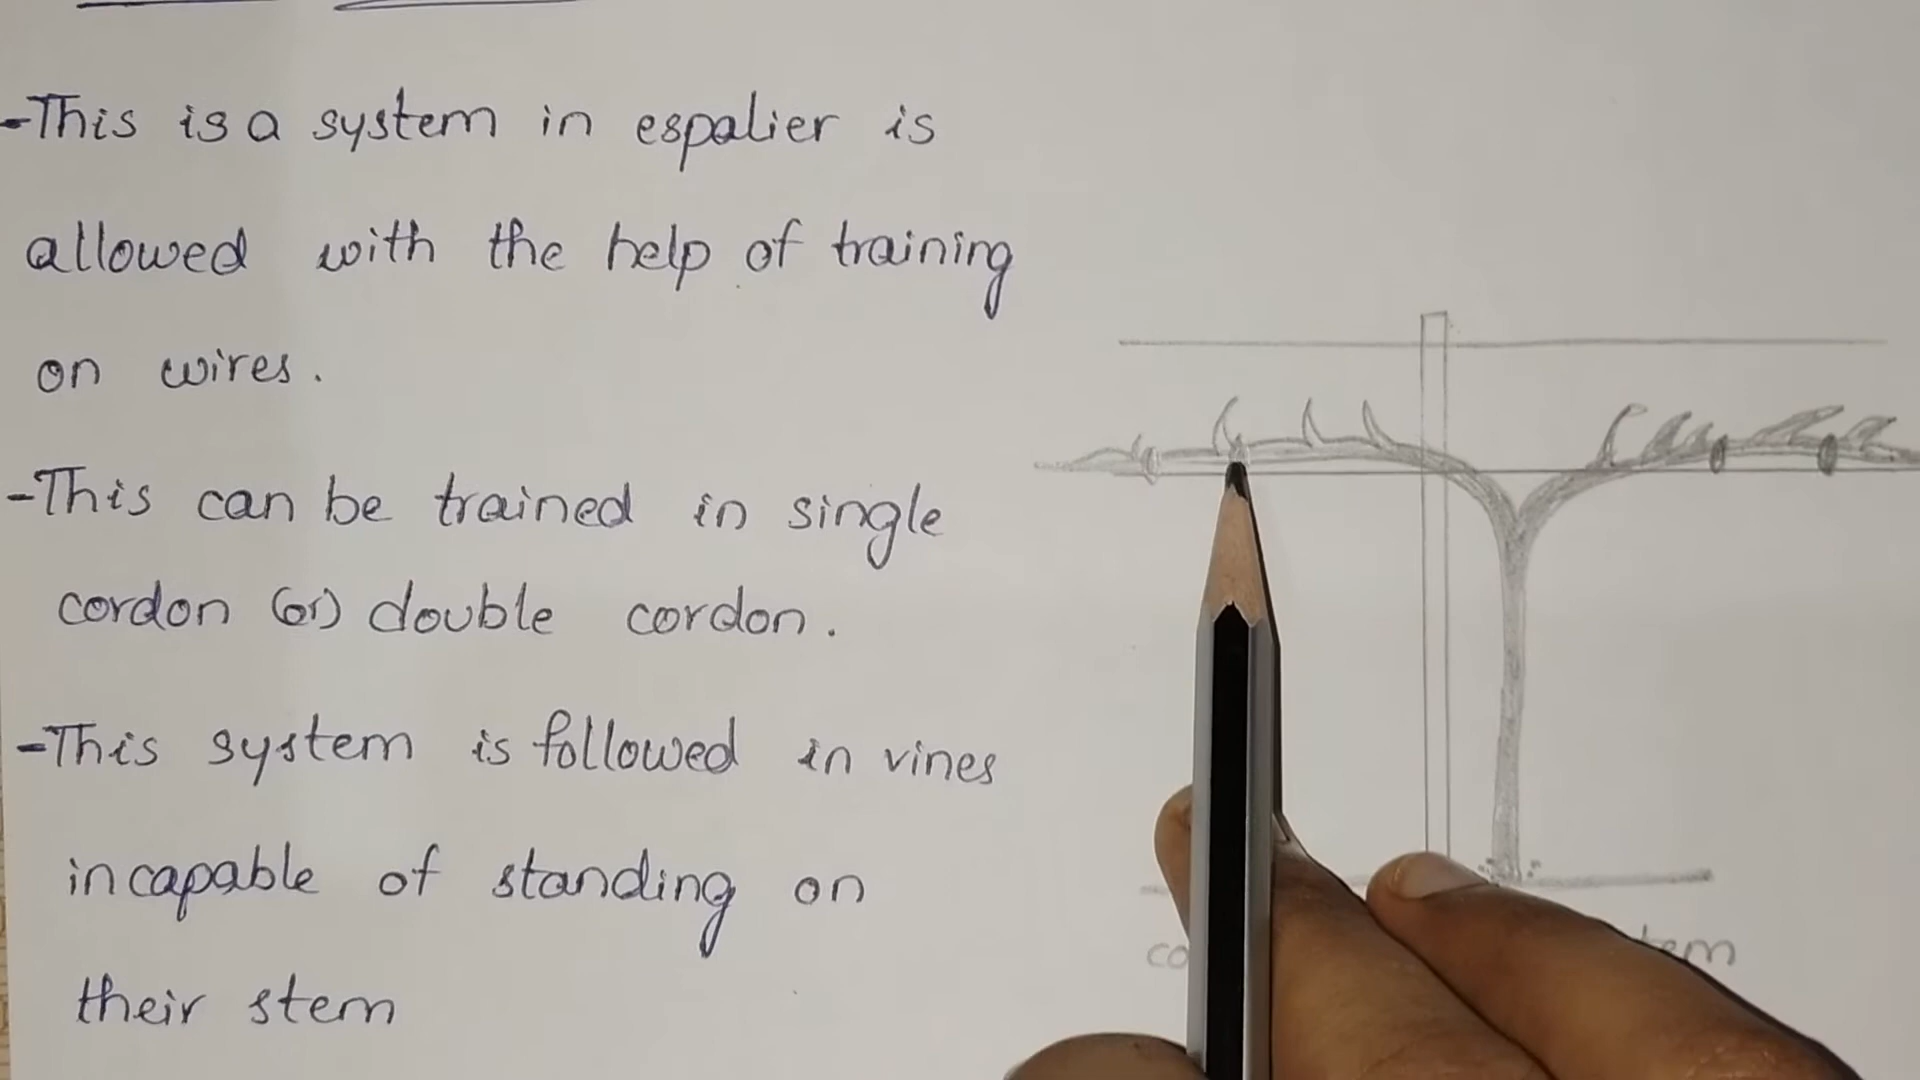 -This is a system in espalier is
allowed with the help of training
on wires.
-This can be trained in single
cordon (or) double cordon.
-This system is followed in vines
incapable of standing on
their stem